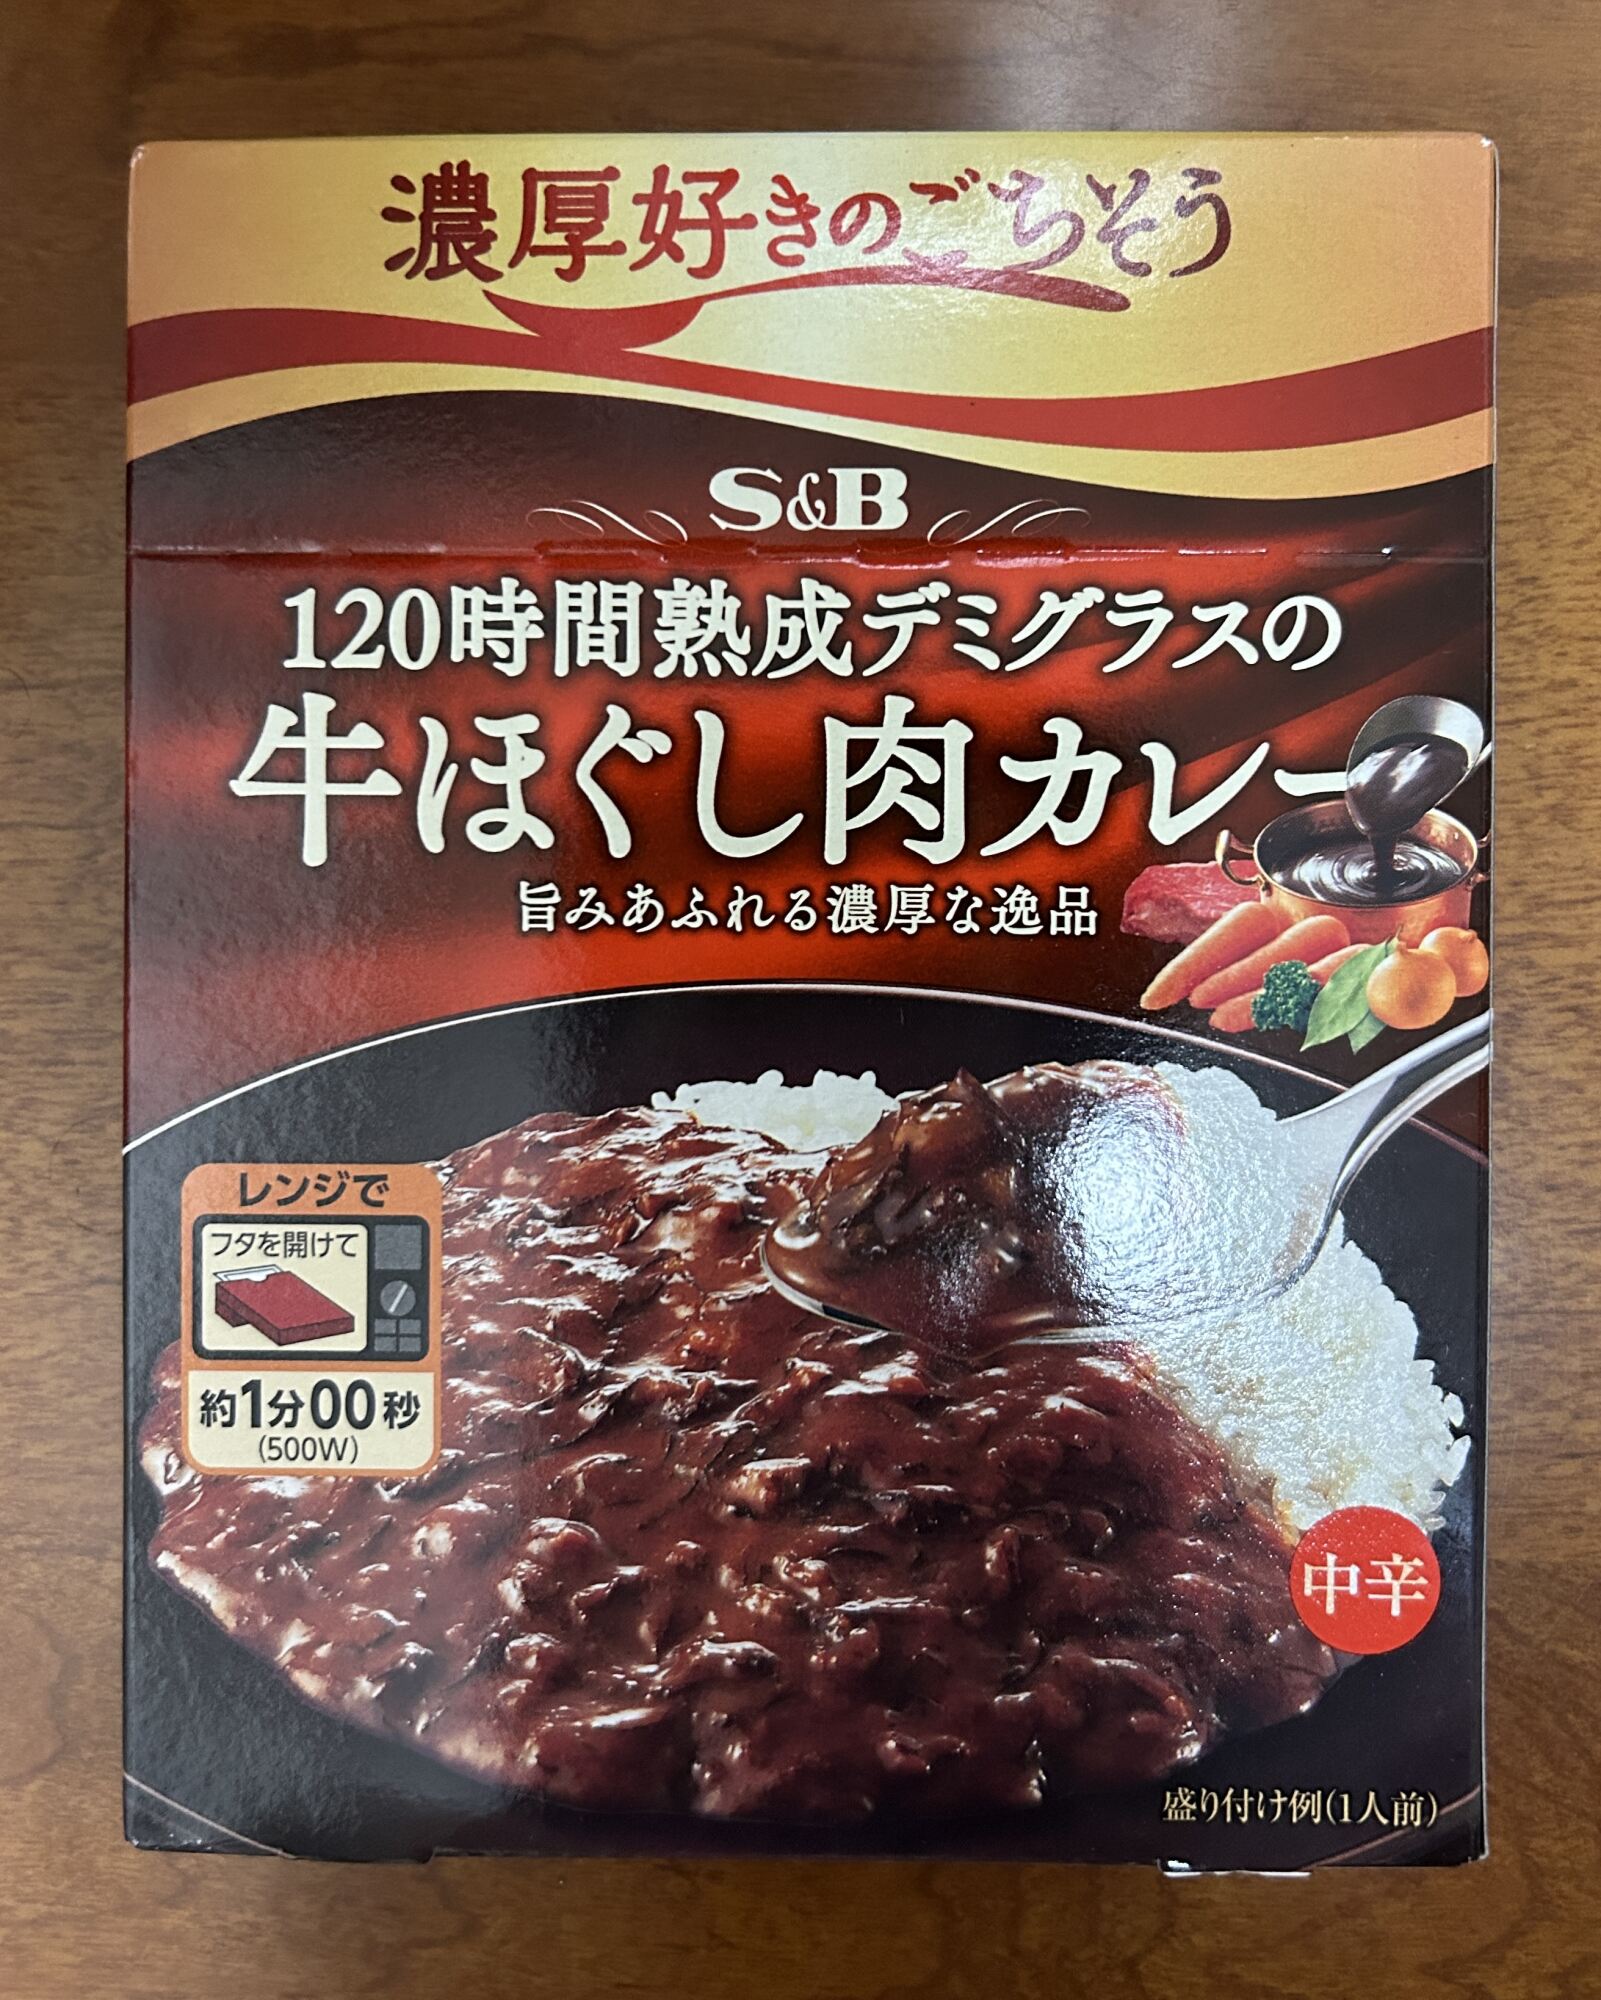 濃厚好きのごちそう
S&B
120時間熟成デミグラスの
牛ほぐし肉カレー
旨みあふれる濃厚な逸品
レンジで
フタを開けて
約1分00秒
(500W)
中辛
盛り付け例(1人前)